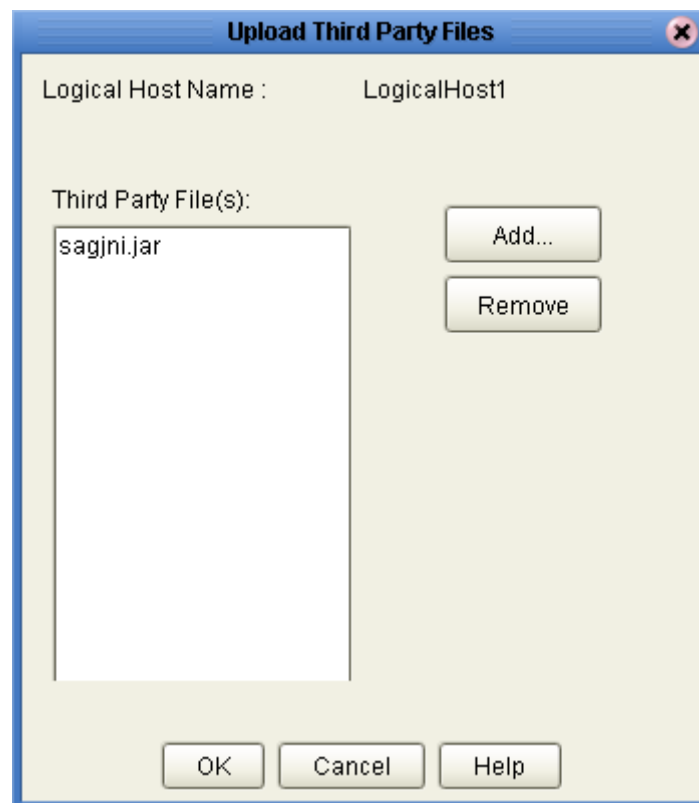 Upload Third Party Files
Logical Host Name : LogicalHost1
Third Party File(s):
sagjni.jar
Add...
Remove
OK Cancel Help